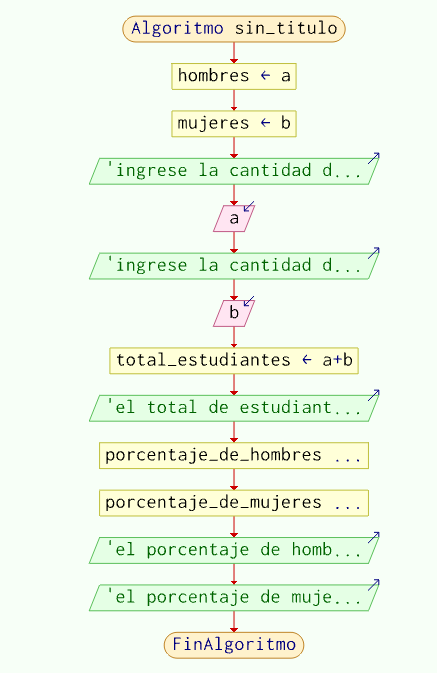 Algoritmo sin_titulo
hombres ← a
mujeres ← b
'ingrese la cantidad d...
a
'ingrese la cantidad d...
b
total_estudiantes ← a+b
'el total de estudiant...
porcentaje_de_hombres ...
porcentaje_de_mujeres ...
'el porcentaje de homb...
'el porcentaje de muje...
FinAlgoritmo